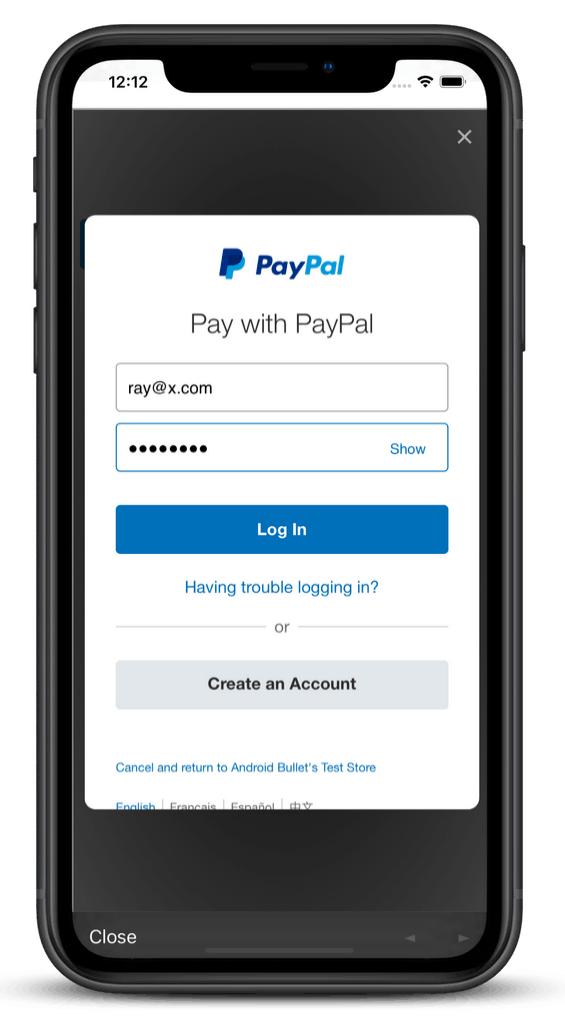 12:12
PayPal
Pay with PayPal
ray@x.com
•••••••• Show
Log In
Having trouble logging in?
or
Create an Account
Cancel and return to Android Bullet's Test Store
English | Français | Español | 中文
Close